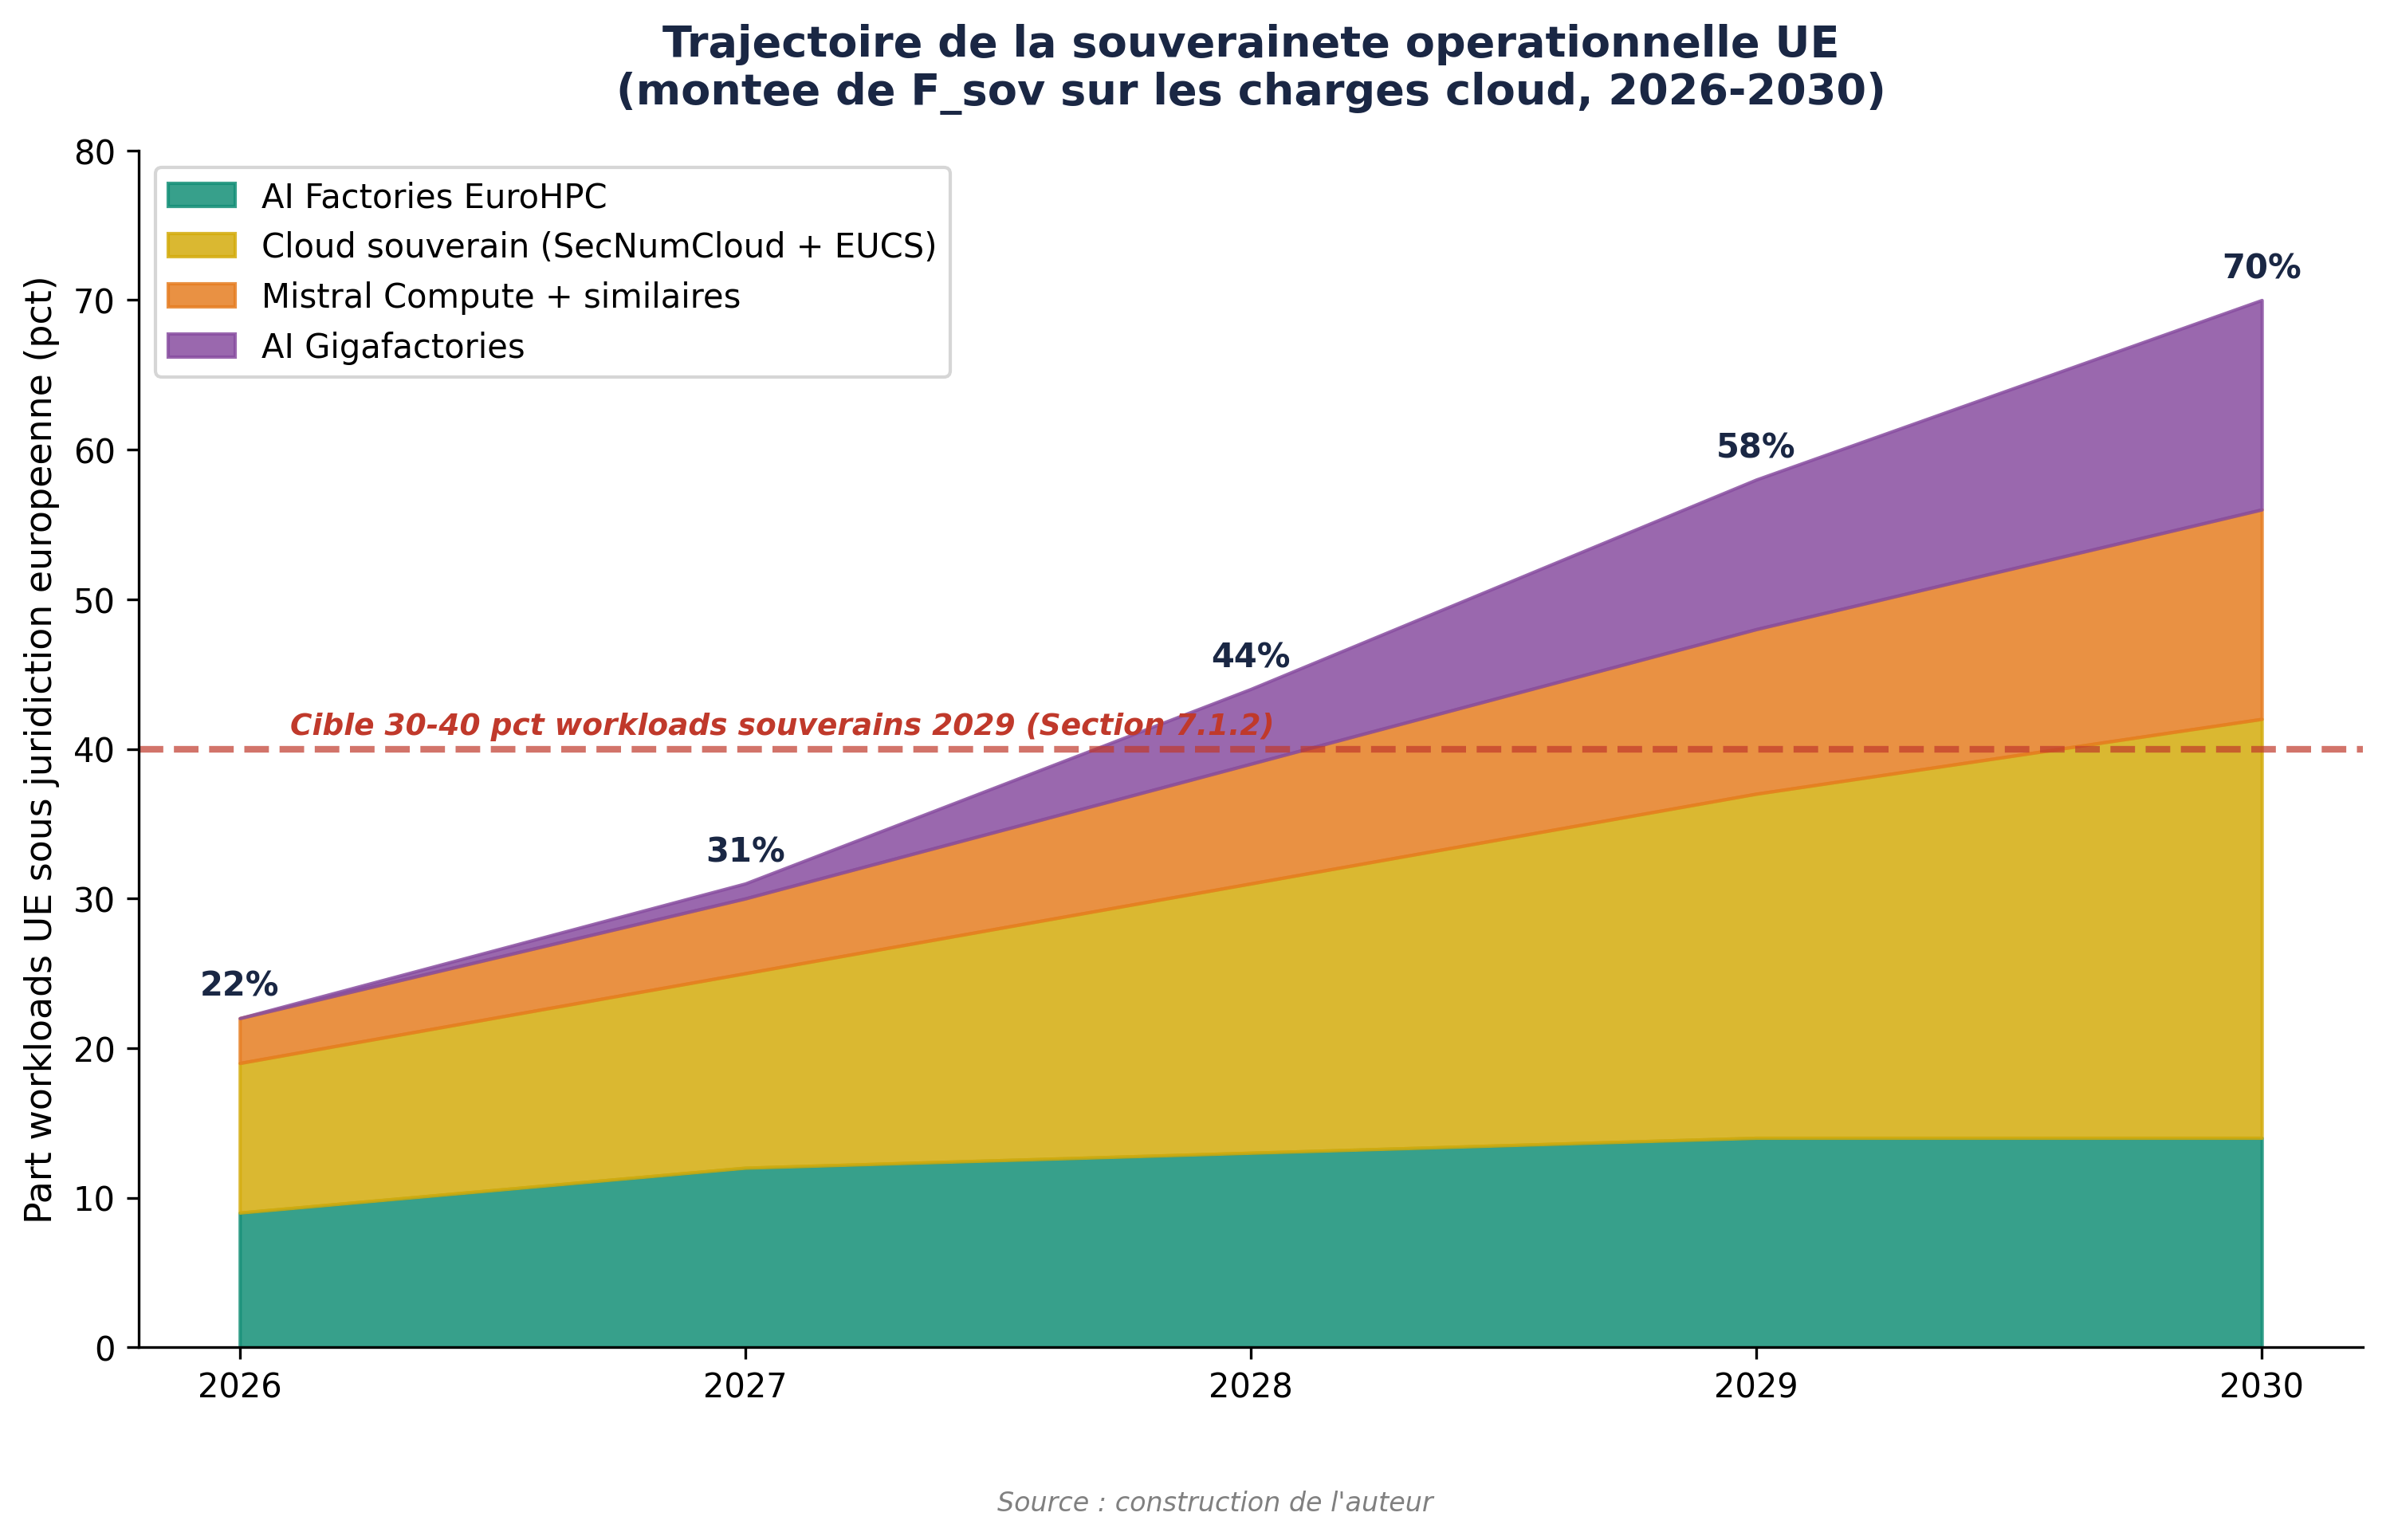 Trajectoire de la souverainete operationnelle UE
(montee de F_sov sur les charges cloud, 2026-2030)
Part workloads UE sous juridiction europeenne (pct)
80
70
60
50
40
30
20
10
0
AI Factories EuroHPC
Cloud souverain (SecNumCloud + EUCS)
Mistral Compute + similaires
AI Gigafactories
70%
58%
44%
Cible 30-40 pct workloads souverains 2029 (Section 7.1.2)
31%
22%
2026 2027 2028 2029 2030
Source : construction de l'auteur